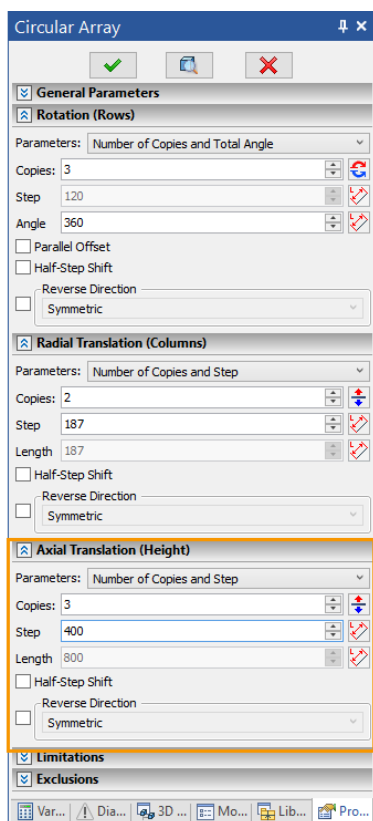 Circular Array
General Parameters
Rotation (Rows)
Parameters: Number of Copies and Total Angle
Copies: 3
Step 120
Angle 360
Parallel Offset
Half-Step Shift
Reverse Direction
Symmetric
Radial Translation (Columns)
Parameters: Number of Copies and Step
Copies: 2
Step 187
Length 187
Half-Step Shift
Reverse Direction
Symmetric
Axial Translation (Height)
Parameters: Number of Copies and Step
Copies: 3
Step 400
Length 800
Half-Step Shift
Reverse Direction
Symmetric
Limitations
Exclusions
Var... Dia... 3D ... Mo... Lib... Pro...